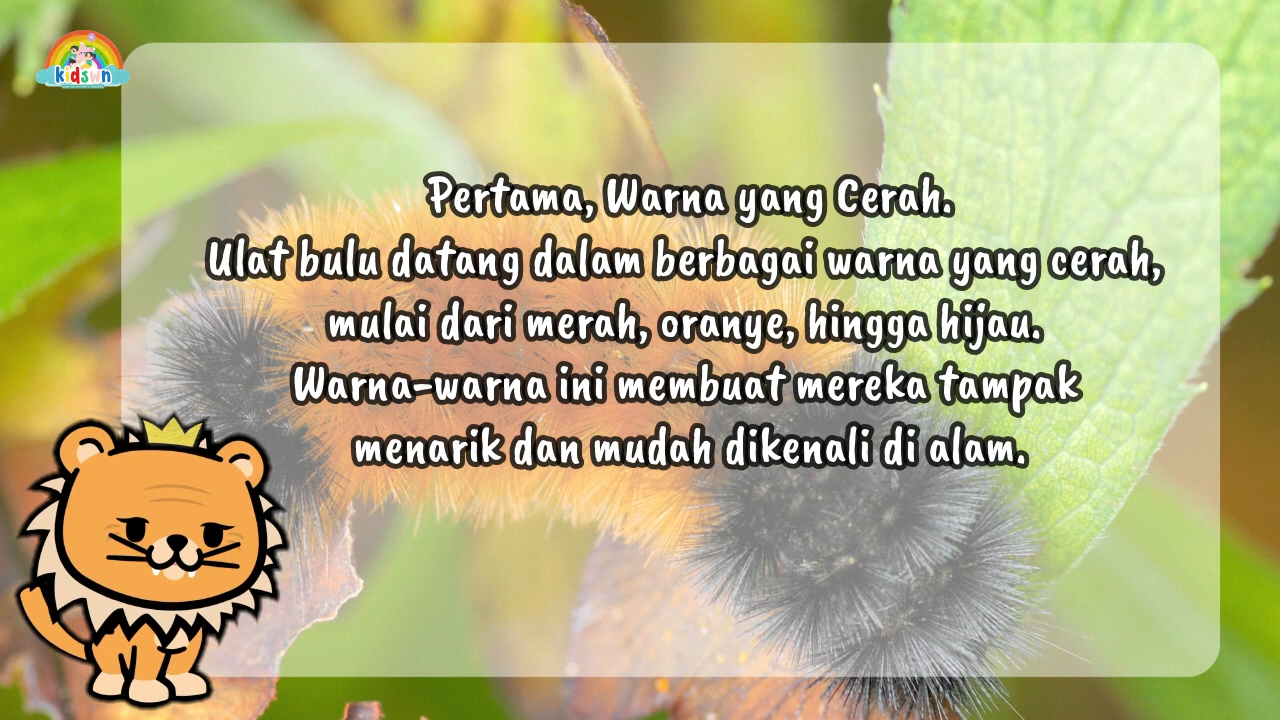 kidswn
Pertama, Warna yang Cerah.
Ulat bulu datang dalam berbagai warna yang cerah,
mulai dari merah, oranye, hingga hijau.
Warna-warna ini membuat mereka tampak
menarik dan mudah dikenali di alam.